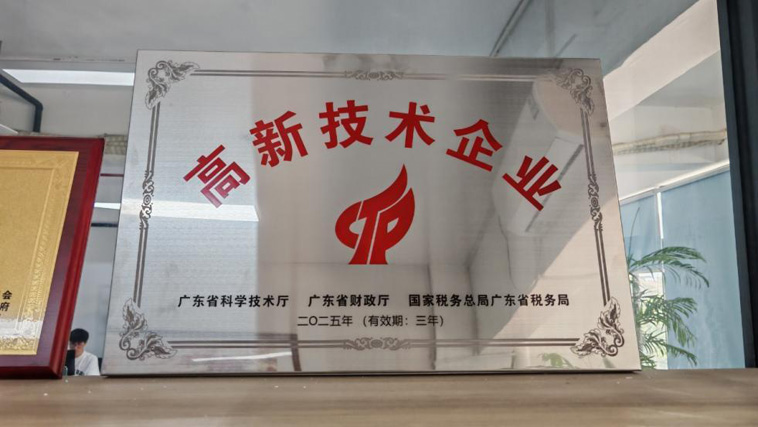 高新技术企业
广东省科学技术厅 广东省财政厅 国家税务总局广东省税务局
二〇二五年 （有效期：三年）
会
府